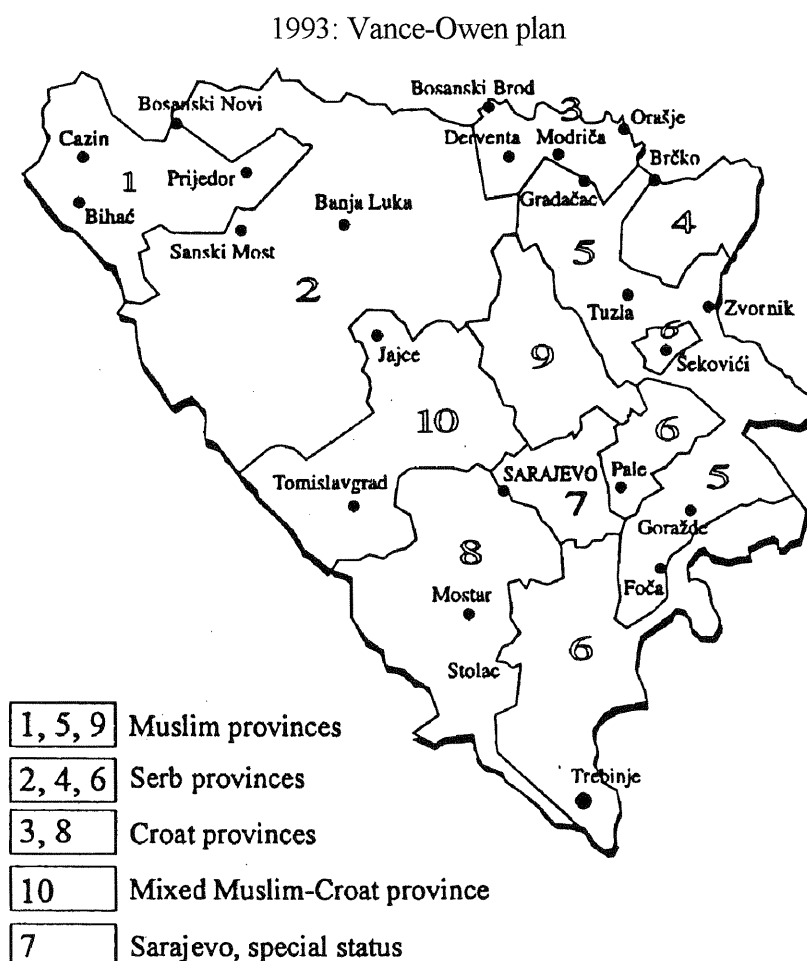 1993: Vance-Owen plan
Bosanski Brod
Bosanski Novi
3
Orašje
Cazin
Derventa
Modriča
Brčko
1
Prijedor
Gradačac
Bihać
Banja Luka
4
Sanski Most
5
2
Tuzla
Zvornik
6
Jajce
9
Šekovići
10
6
Tomislavgrad
SARAJEVO
Pale
7
5
Goražde
8
Foča
Mostar
6
Stolac
1, 5, 9 Muslim provinces
2, 4, 6 Serb provinces
Trebinje
3, 8 Croat provinces
10 Mixed Muslim-Croat province
7 Sarajevo, special status